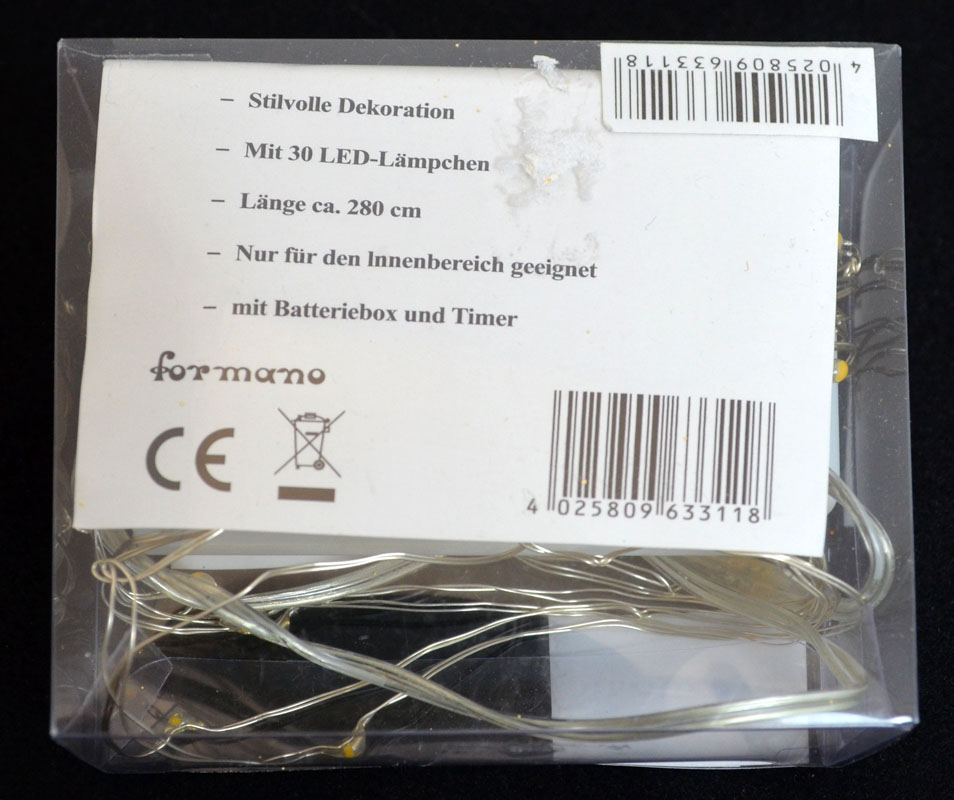 4 025809 633118
– Stilvolle Dekoration
– Mit 30 LED-Lämpchen
– Länge ca. 280 cm
– Nur für den Innenbereich geeignet
– mit Batteriebox und Timer
formano
CE
4 025809 633118